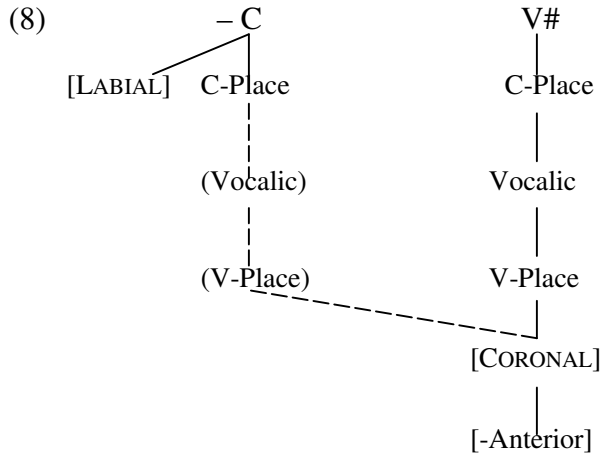 (8) – C V#
[LABIAL] C-Place C-Place
(Vocalic) Vocalic
(V-Place) V-Place
[CORONAL]
[-Anterior]